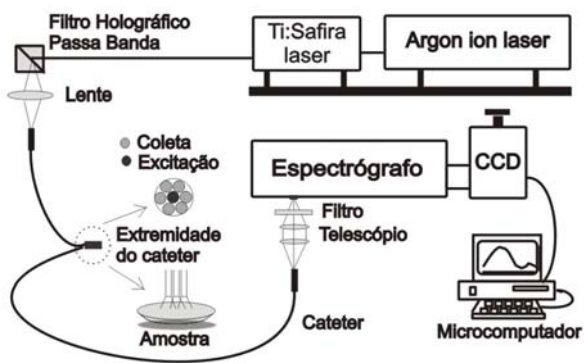 Filtro Holográfico
Passa Banda
Ti:Safira
laser
Argon ion laser
Lente
Coleta
Excitação
Espectrógrafo
CCD
Filtro
Telescópio
Extremidade
do cateter
Amostra
Cateter
Microcomputador